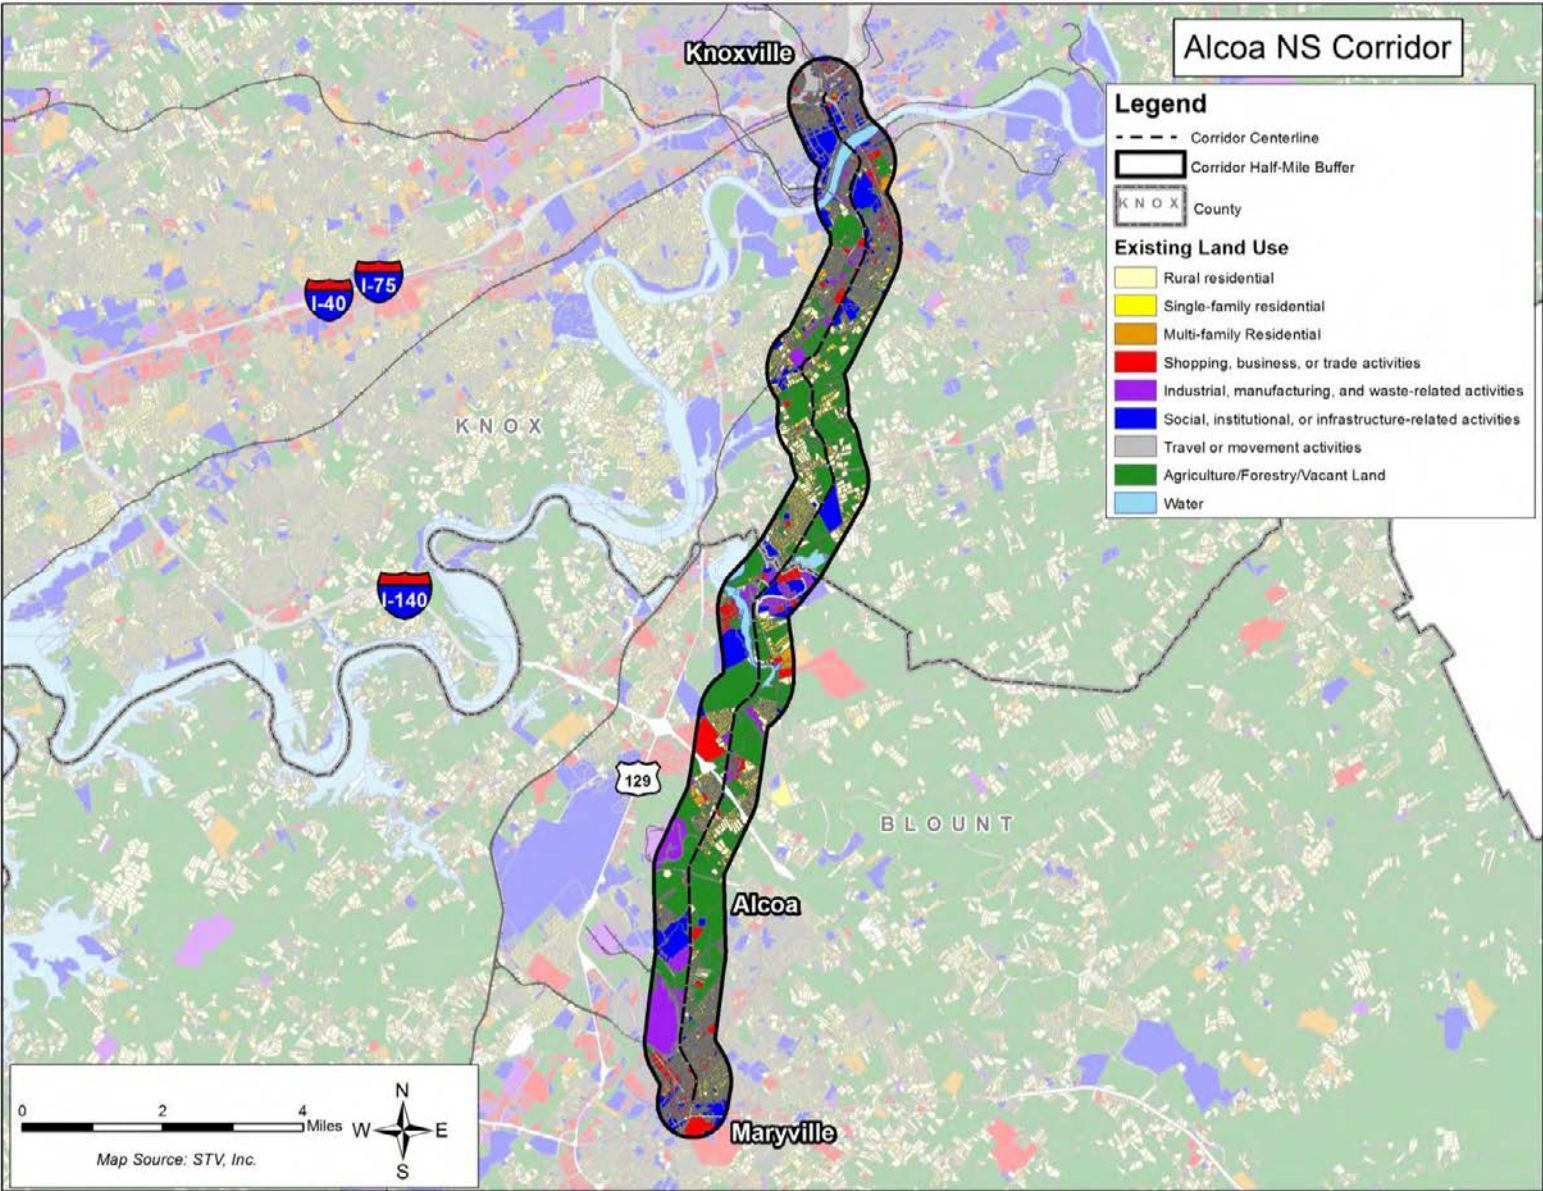 Alcoa NS Corridor
Knoxville
Legend
Corridor Centerline
Corridor Half-Mile Buffer
KNOX
County
Existing Land Use
Rural residential
Single-family residential
Multi-family Residential
Shopping, business, or trade activities
Industrial, manufacturing, and waste-related activities
Social, institutional, or infrastructure-related activities
Travel or movement activities
Agriculture/Forestry/Vacant Land
Water
I-75
I-40
KNOX
I-140
129
BLOUNT
Alcoa
Maryville
0 2 4 Miles
N
W E
S
Map Source: STV, Inc.